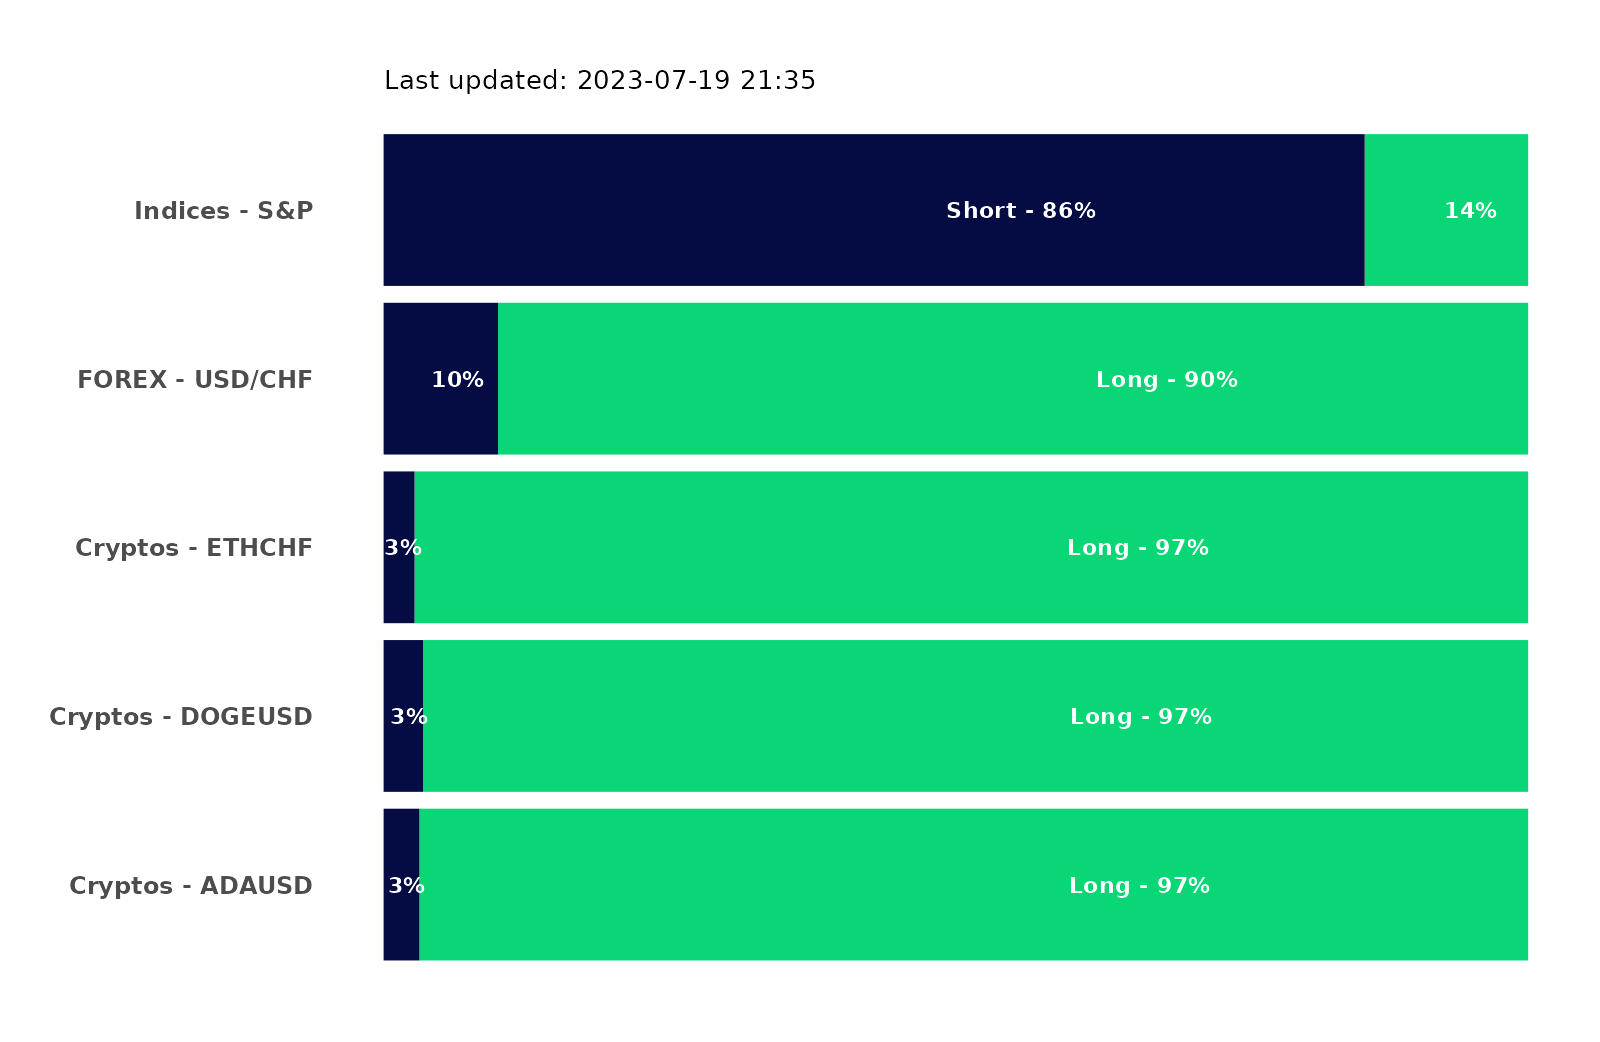 Last updated: 2023-07-19 21:35
Indices - S&P
Short - 86%
14%
FOREX - USD/CHF
10%
Long - 90%
Cryptos - ETHCHF
3%
Long - 97%
Cryptos - DOGEUSD
3%
Long - 97%
Cryptos - ADAUSD
3%
Long - 97%